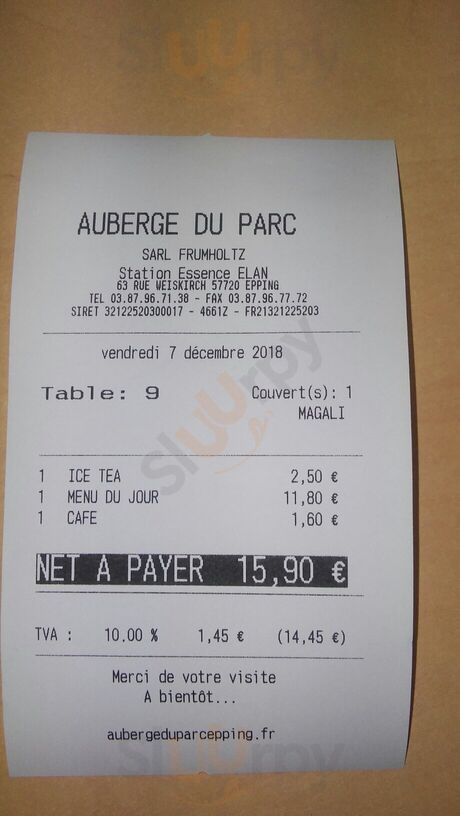 sluurpy
AUBERGE DU PARC
SARL FRUMHOLTZ
Station Essence ELAN
63 RUE WEISKIRCH 57720 EPPING
TEL 03.87.96.71.38 - FAX 03.87.96.77.72
SIRET 32122520300017 - 4661Z - FR21321225203
vendredi 7 décembre 2018
Table: 9 Couvert(s): 1
MAGALI
sluurpy
1 ICE TEA 2,50 €
1 MENU DU JOUR 11,80 €
1 CAFE 1,60 €
NET A PAYER 15,90 €
TVA : 10.00 % 1,45 € (14,45 €)
Merci de votre visite
A bientôt...
aubergeduparcepping.fr
sluurpy